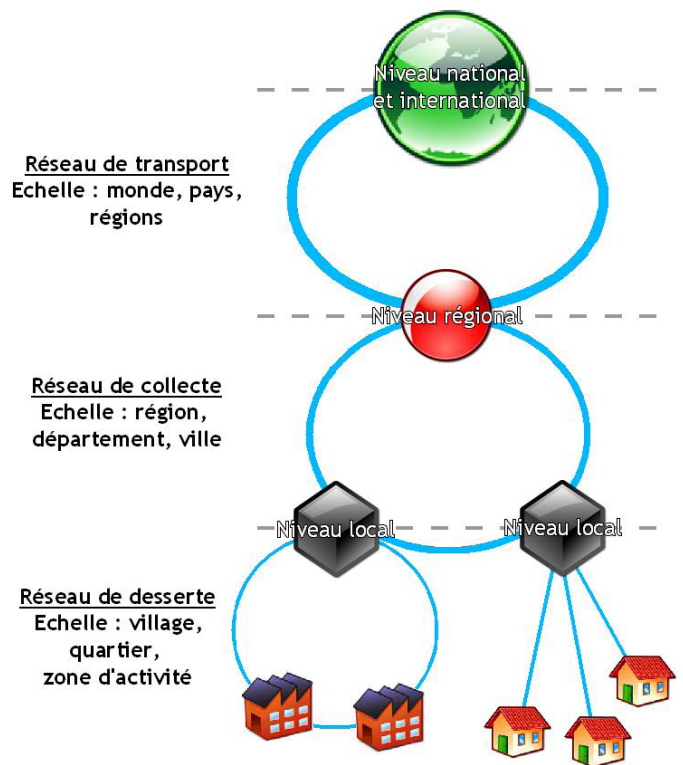 Niveau national
et international
Réseau de transport
Echelle : monde, pays,
régions
Niveau régional
Réseau de collecte
Echelle : région,
département, ville
Niveau local
Niveau local
Réseau de desserte
Echelle : village,
quartier,
zone d'activité